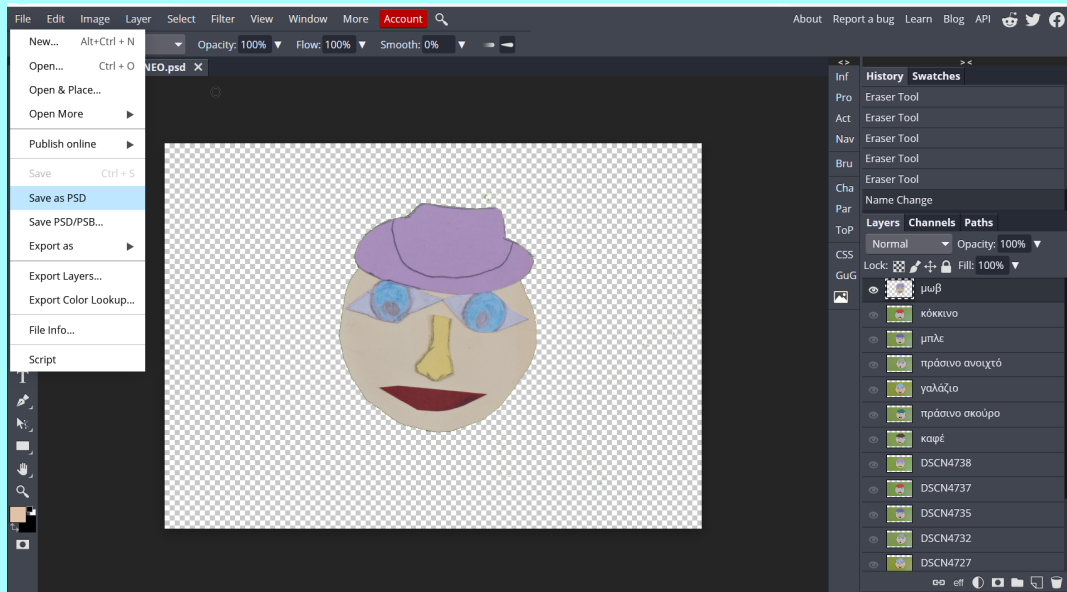 File Edit Image Layer Select Filter View Window More Account About Report a bug Learn Blog API
Opacity: 100% Flow: 100% Smooth: 0%
NEO.psd X
New... Alt+Ctrl + N
Open... Ctrl + O
Open & Place...
Open More
Publish online
Save Ctrl + S
Save as PSD
Save PSD/PSB...
Export as
Export Layers...
Export Color Lookup...
File Info...
Script
T
< >
Inf
Pro
Act
Nav
Bru
Cha
Par
ToP
CSS
GuG
> <
History Swatches
Eraser Tool
Eraser Tool
Eraser Tool
Eraser Tool
Eraser Tool
Name Change
Layers Channels Paths
Normal Opacity: 100%
Lock: Fill: 100%
μωβ
κόκκινο
μπλε
πράσινο ανοιχτό
γαλάζιο
πράσινο σκούρο
καφέ
DSCN4738
DSCN4737
DSCN4735
DSCN4732
DSCN4727
eff